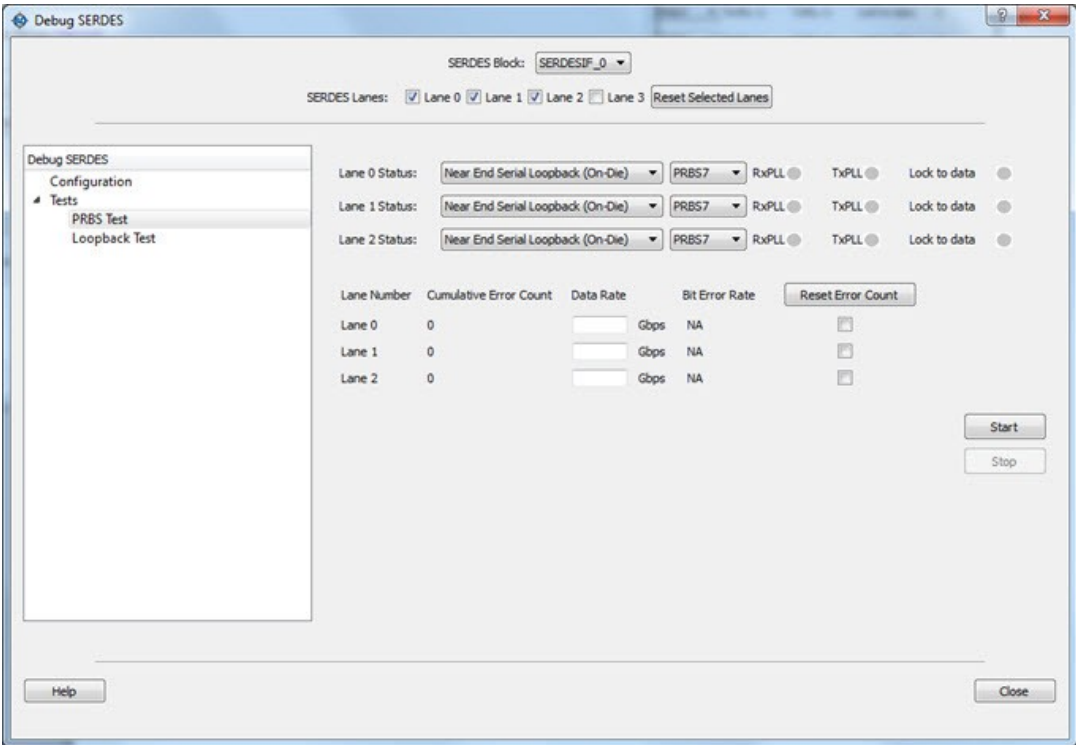 Debug SERDES
SERDES Block: SERDESIF_0
SERDES Lanes: Lane 0 Lane 1 Lane 2 Lane 3 Reset Selected Lanes
Debug SERDES
Configuration
Tests
PRBS Test
Loopback Test
Lane 0 Status: Near End Serial Loopback (On-Die) PRBS7 RxPLL TxPLL Lock to data
Lane 1 Status: Near End Serial Loopback (On-Die) PRBS7 RxPLL TxPLL Lock to data
Lane 2 Status: Near End Serial Loopback (On-Die) PRBS7 RxPLL TxPLL Lock to data
Lane Number Cumulative Error Count Data Rate Bit Error Rate Reset Error Count
Lane 0 0 Gbps NA
Lane 1 0 Gbps NA
Lane 2 0 Gbps NA
Start
Stop
Help Close